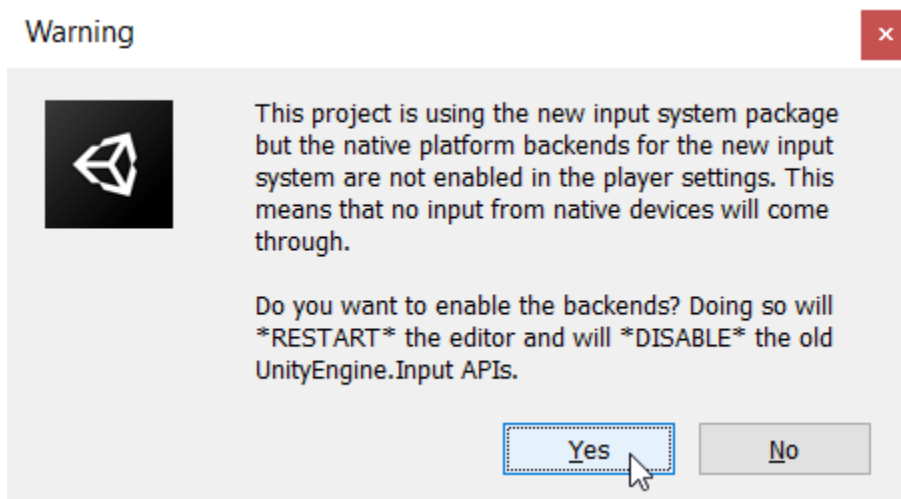 Warning
This project is using the new input system package
but the native platform backends for the new input
system are not enabled in the player settings. This
means that no input from native devices will come
through.
Do you want to enable the backends? Doing so will
*RESTART* the editor and will *DISABLE* the old
UnityEngine.Input APIs.
Yes
No